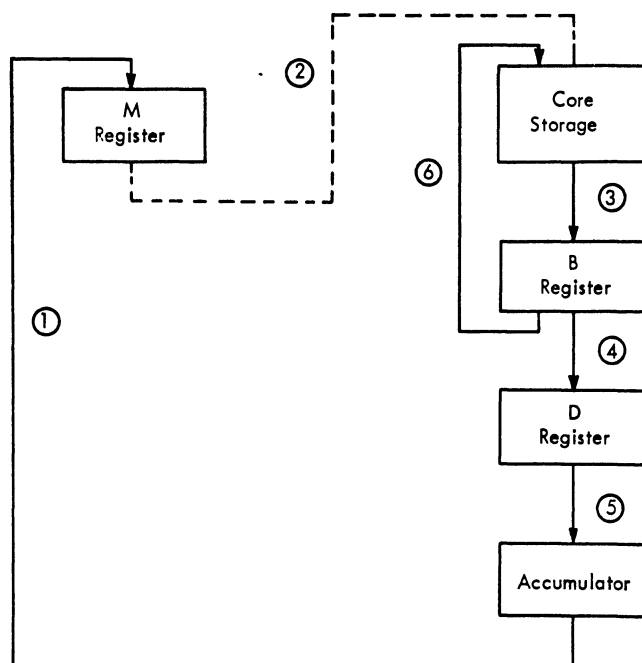 ②
M
Register
Core
Storage
⑥
③
B
Register
①
④
D
Register
⑤
Accumulator